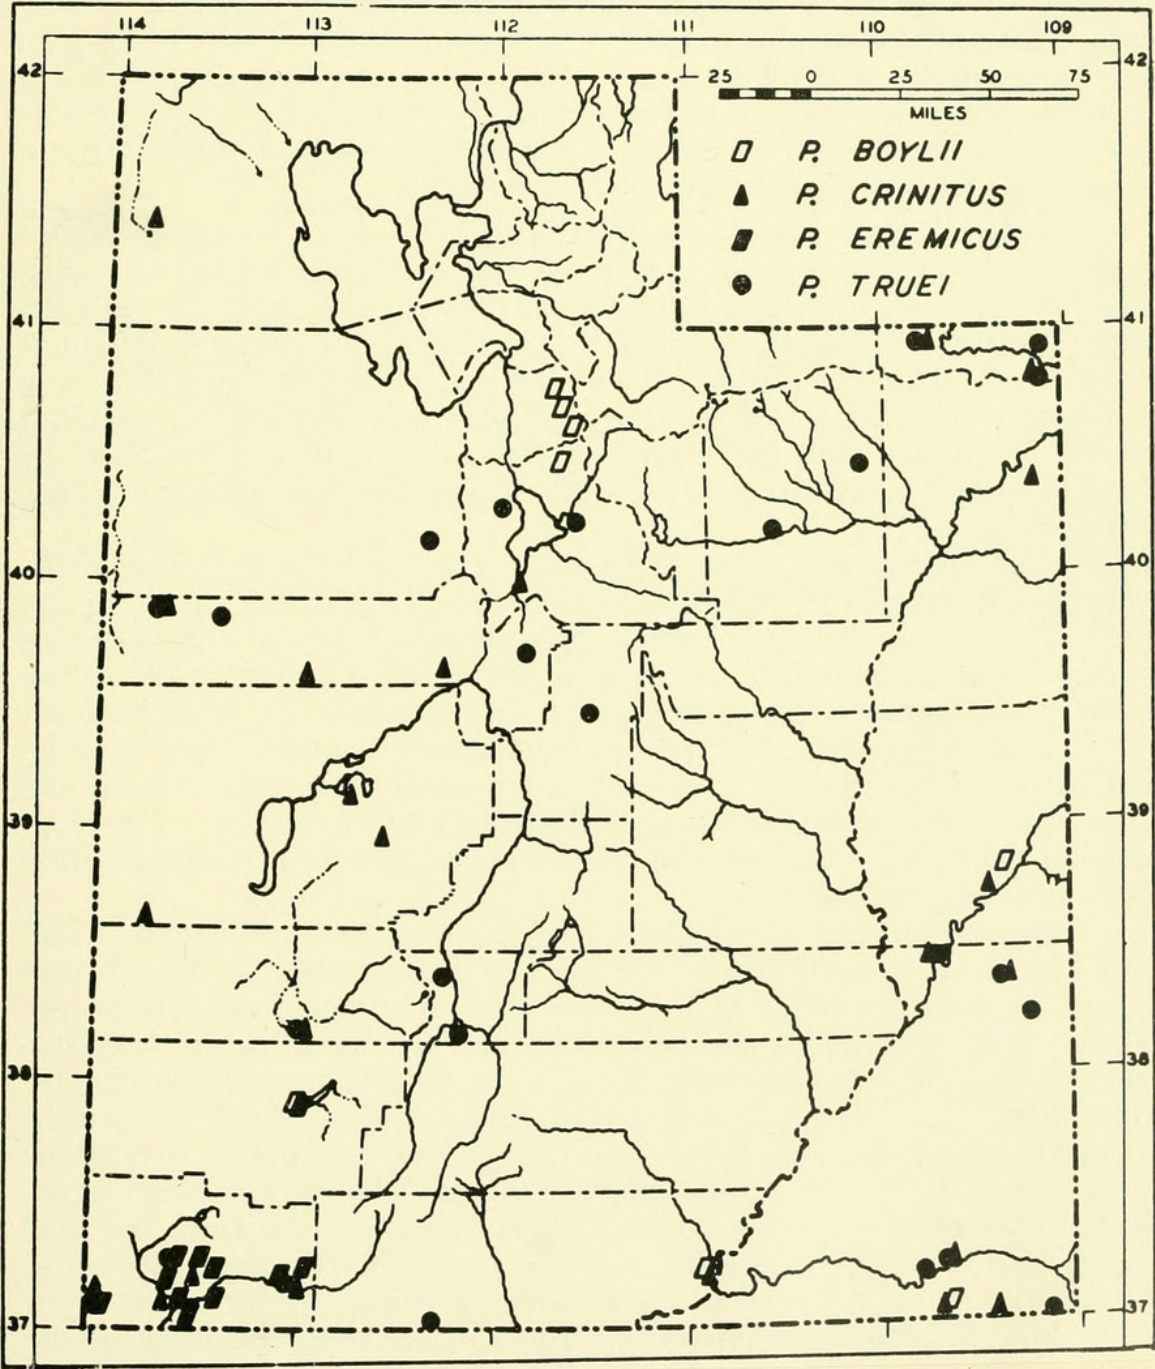 114 113 112 111 110 109
42 42
25 0 25 50 75
MILES
P. BOYLII
P. CRINITUS
P. EREMICUS
P. TRUEI
41 41
40 40
39 39
38 38
37 37